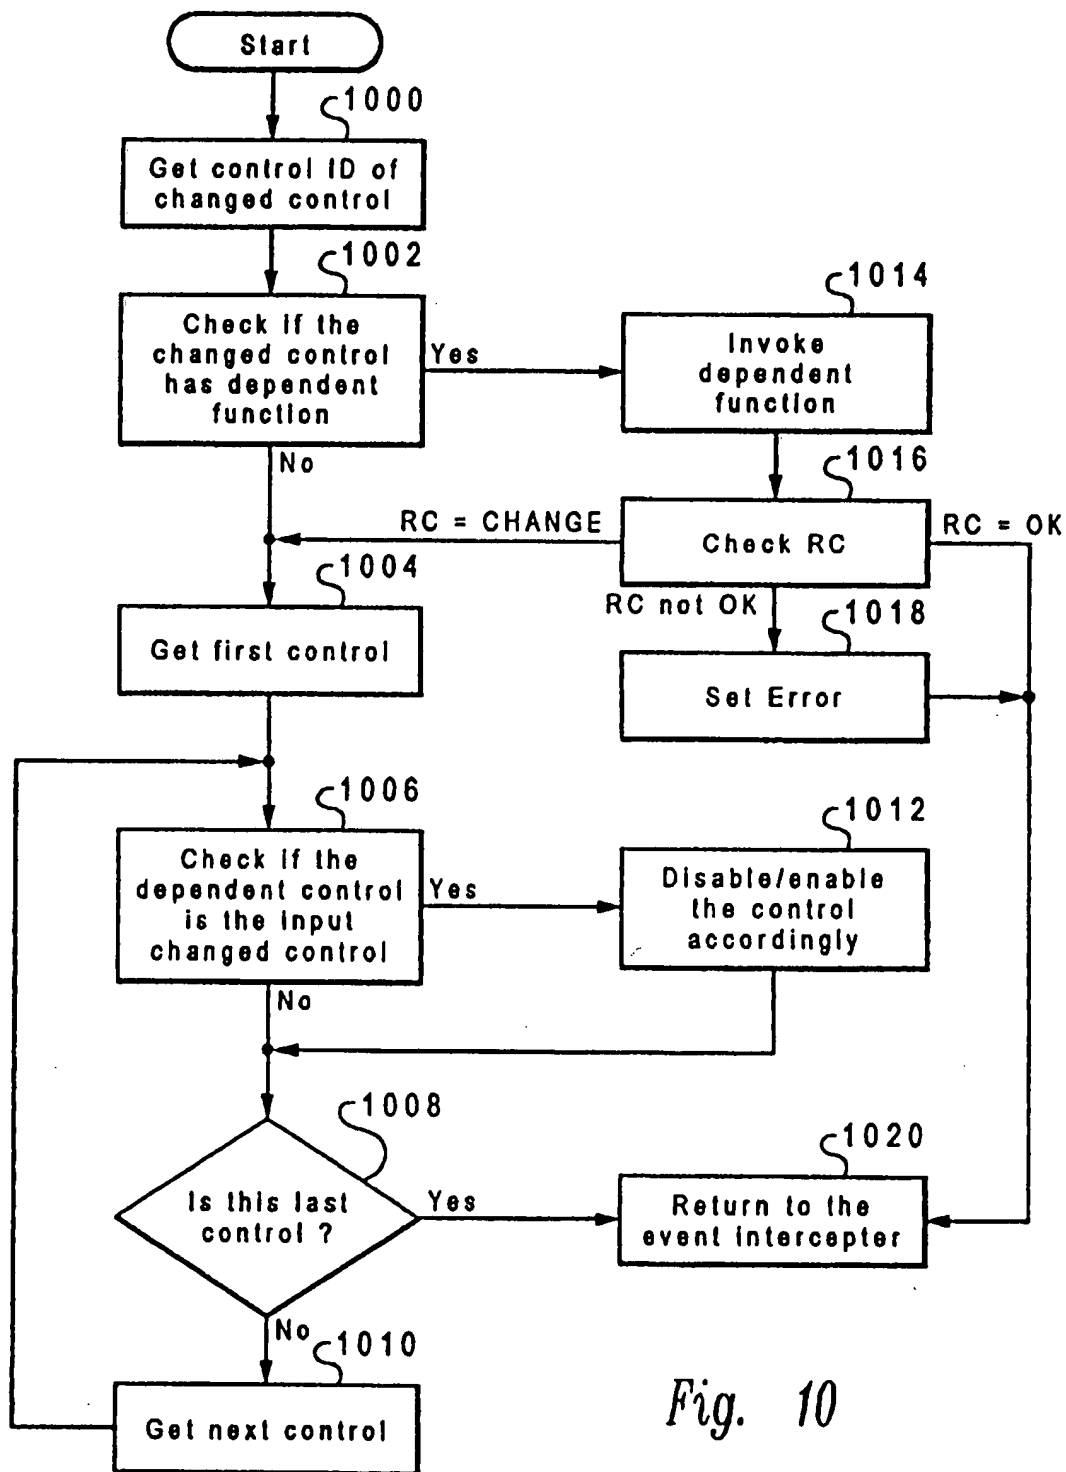 Start
1000
Get control ID of
changed control
1002
Check if the
changed control
has dependent
function
Yes
No
1014
Invoke
dependent
function
1016
Check RC
RC = CHANGE
RC = OK
RC not OK
1004
Get first control
1018
Set Error
1006
Check if the
dependent control
is the input
changed control
Yes
No
1012
Disable/enable
the control
accordingly
1008
Is this last
control ?
Yes
No
1020
Return to the
event intercepter
1010
Get next control
Fig. 10